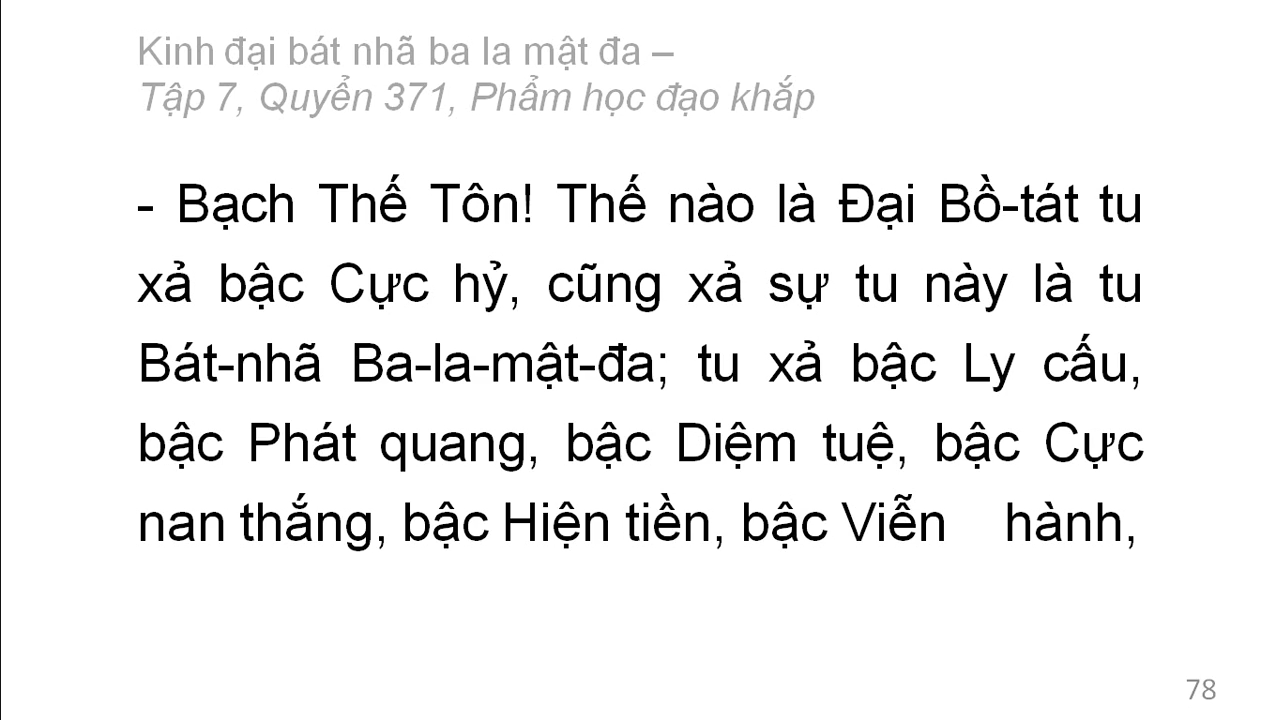 Kinh đại bát nhã ba la mật đa –
Tập 7, Quyển 371, Phẩm học đạo khắp
- Bạch Thế Tôn! Thế nào là Đại Bồ-tát tu
xả bậc Cực hỷ, cũng xả sự tu này là tu
Bát-nhã Ba-la-mật-đa; tu xả bậc Ly cấu,
bậc Phát quang, bậc Diệm tuệ, bậc Cực
nan thắng, bậc Hiện tiền, bậc Viễn hành,
78